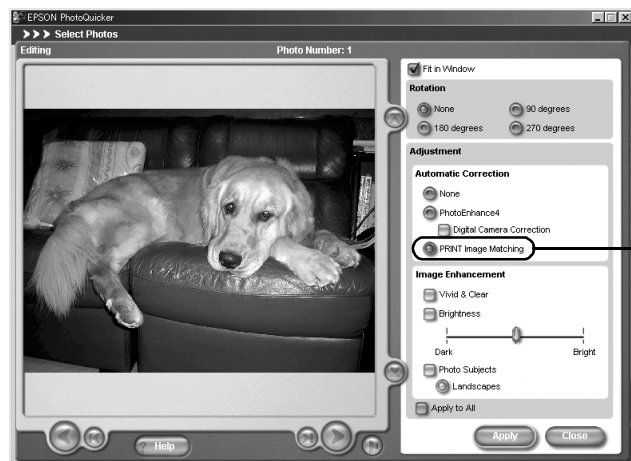 EPSON PhotoQuicker
>>> Select Photos
Editing
Photo Number: 1
Fit in Window
Rotation
None
90 degrees
180 degrees
270 degrees
Adjustment
Automatic Correction
None
PhotoEnhance4
Digital Camera Correction
PRINT Image Matching
Image Enhancement
Vivid & Clear
Brightness
Dark
Bright
Photo Subjects
Landscapes
Apply to All
? Help
Apply
Close